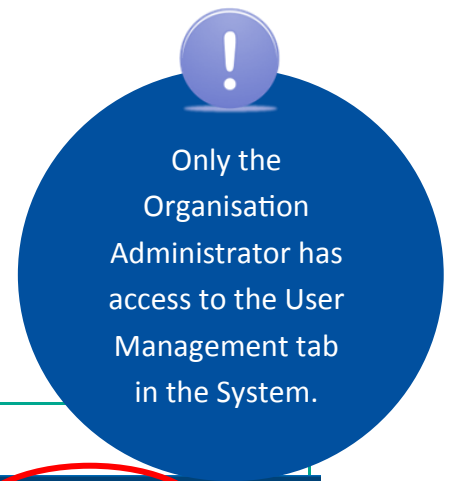 !
Only the
Organisation
Administrator has
access to the User
Management tab
in the System.